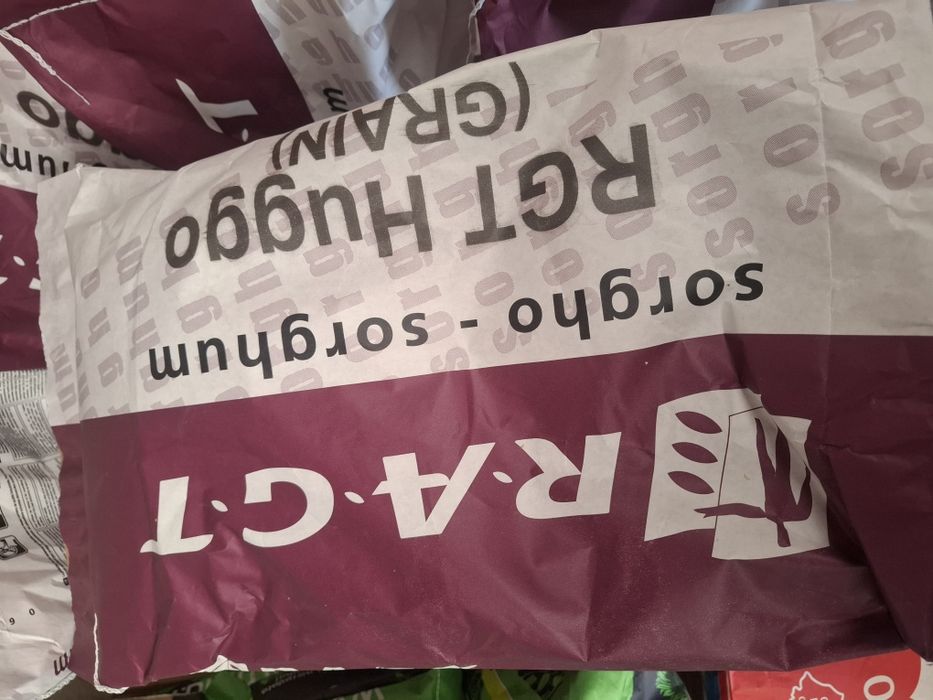 R·A·G·T
sorgho - sorghum
RGT Huggo
(GRAIN)